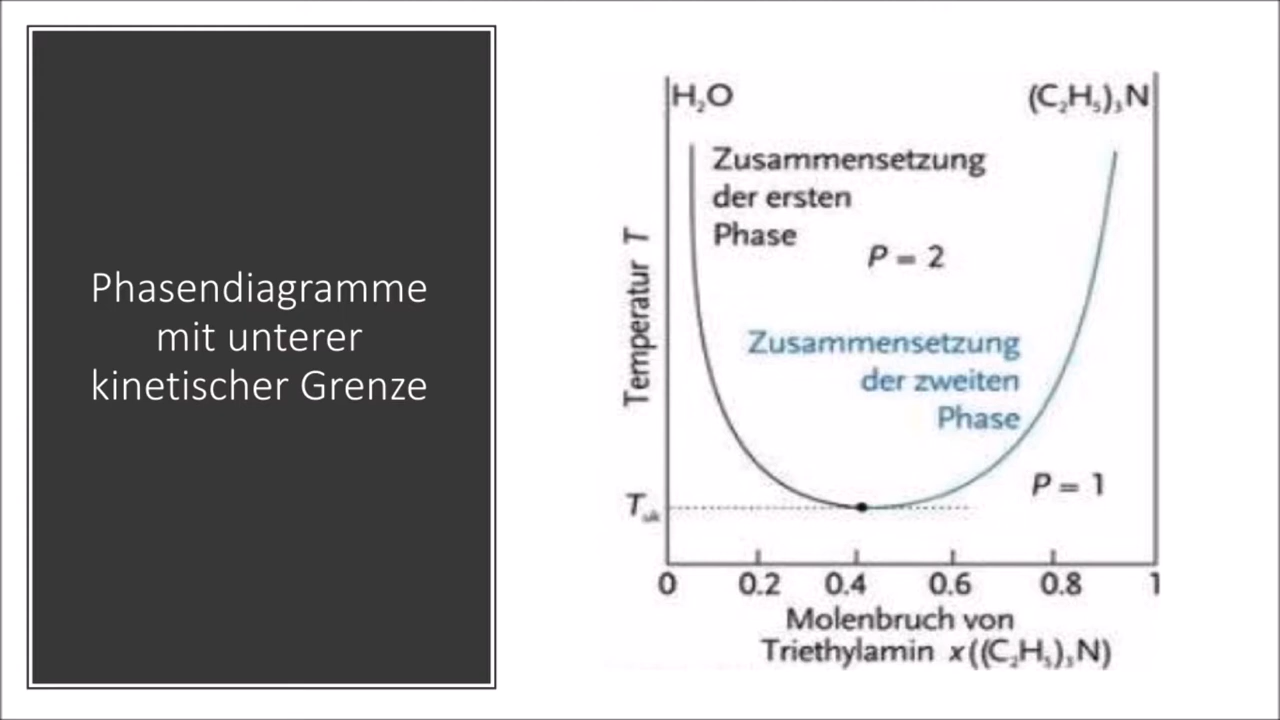 Phasendiagramme
mit unterer
kinetischer Grenze
H₂O
(C₂H₅)₃N
Zusammensetzung
der ersten
Phase
P = 2
Temperatur T
Zusammensetzung
der zweiten
Phase
P = 1
Tuk
0 0.2 0.4 0.6 0.8 1
Molenbruch von
Triethylamin x((C₂H₅)₃N)